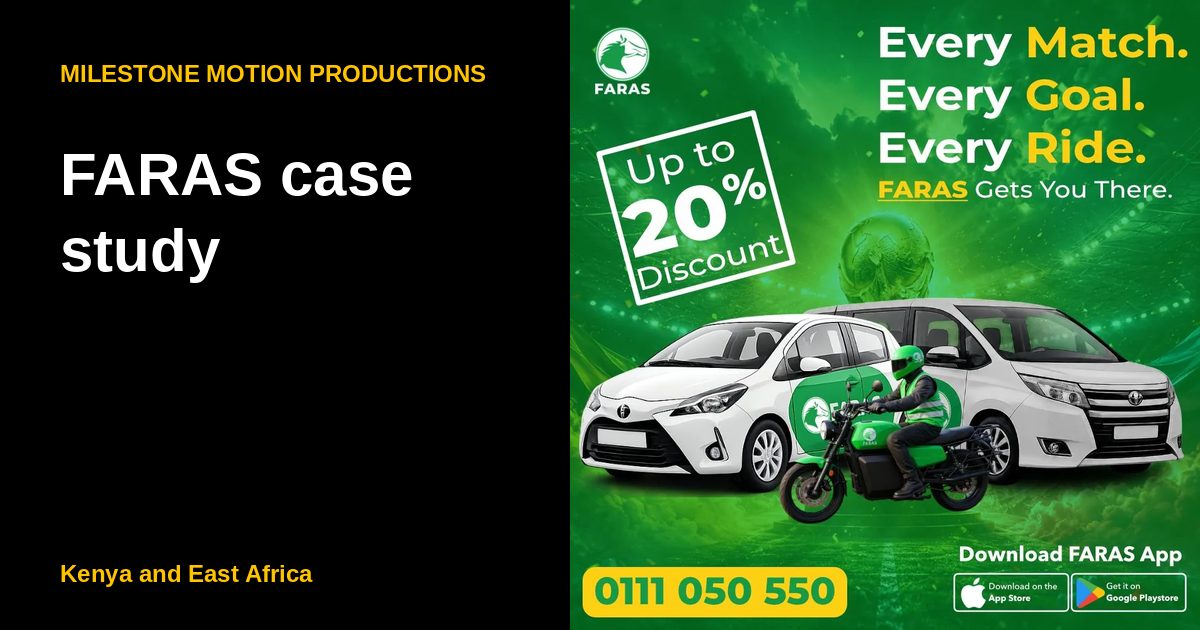 MILESTONE MOTION PRODUCTIONS
FARAS case
study
Kenya and East Africa
FARAS
Every Match.
Every Goal.
Every Ride.
FARAS Gets You There.
Up to
20%
Discount
FARAS
FARAS
Download FARAS App
0111 050 550
Download on the
App Store
Get it on
Google Playstore